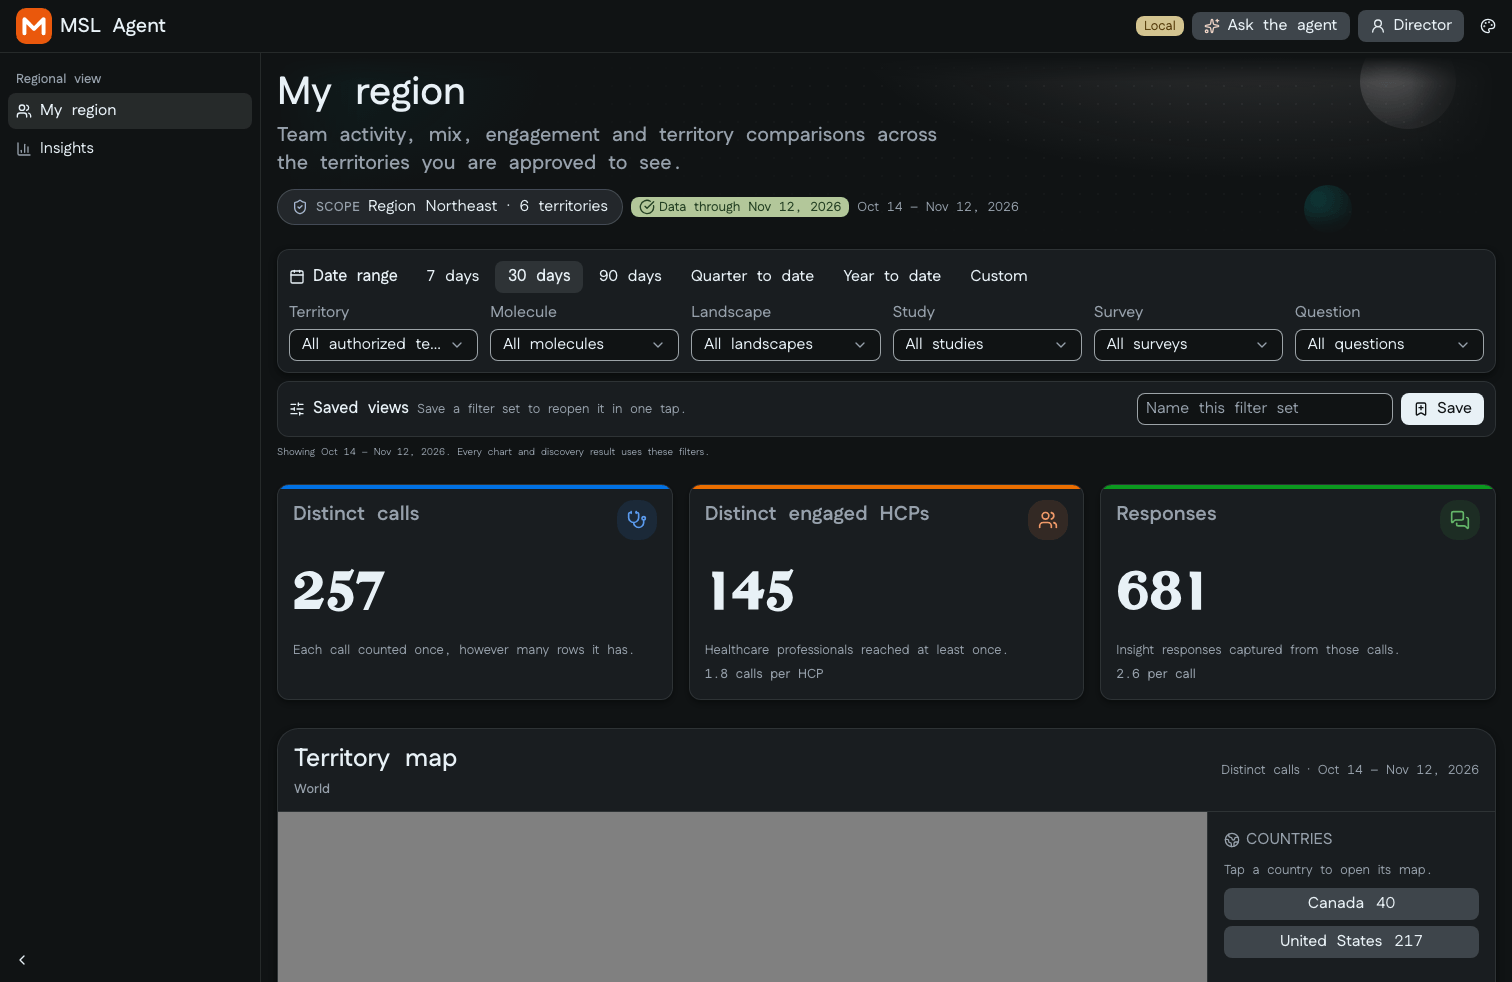 MSL Agent
Local
Ask the agent
Director
Regional view
My region
Insights
My region
Team activity, mix, engagement and territory comparisons across
the territories you are approved to see.
SCOPE Region Northeast · 6 territories
Data through Nov 12, 2026
Oct 14 – Nov 12, 2026
Date range
7 days
30 days
90 days
Quarter to date
Year to date
Custom
Territory
Molecule
Landscape
Study
Survey
Question
All authorized te...
All molecules
All landscapes
All studies
All surveys
All questions
Saved views
Save a filter set to reopen it in one tap.
Name this filter set
Save
Showing Oct 14 – Nov 12, 2026. Every chart and discovery result uses these filters.
Distinct calls
257
Each call counted once, however many rows it has.
Distinct engaged HCPs
145
Healthcare professionals reached at least once.
1.8 calls per HCP
Responses
681
Insight responses captured from those calls.
2.6 per call
Territory map
World
Distinct calls · Oct 14 – Nov 12, 2026
COUNTRIES
Tap a country to open its map.
Canada 40
United States 217